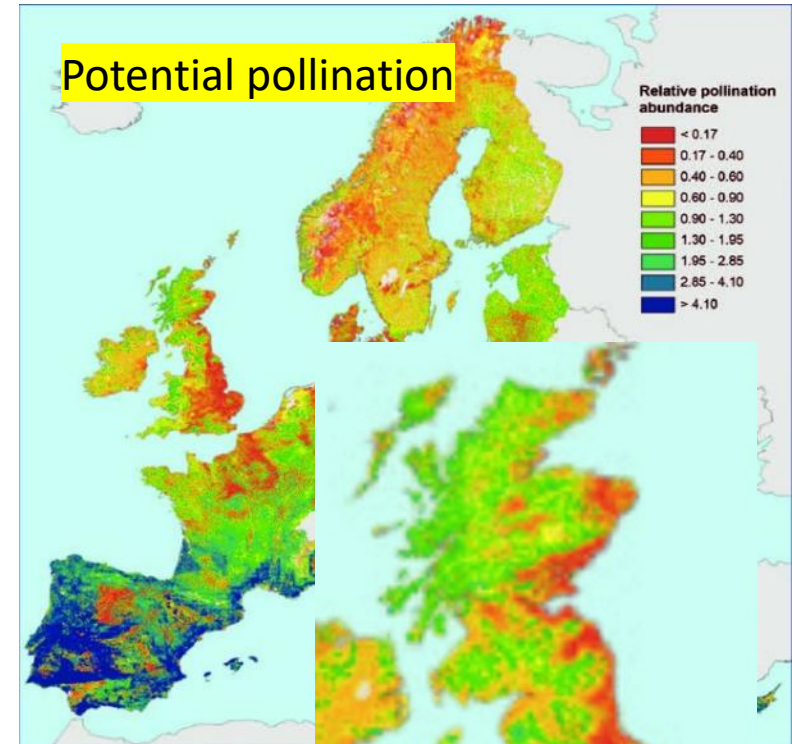 Potential pollination
Relative pollination
abundance
< 0.17
0.17 - 0.40
0.40 - 0.60
0.60 - 0.90
0.90 - 1.30
1.30 - 1.95
1.95 - 2.85
2.85 - 4.10
> 4.10